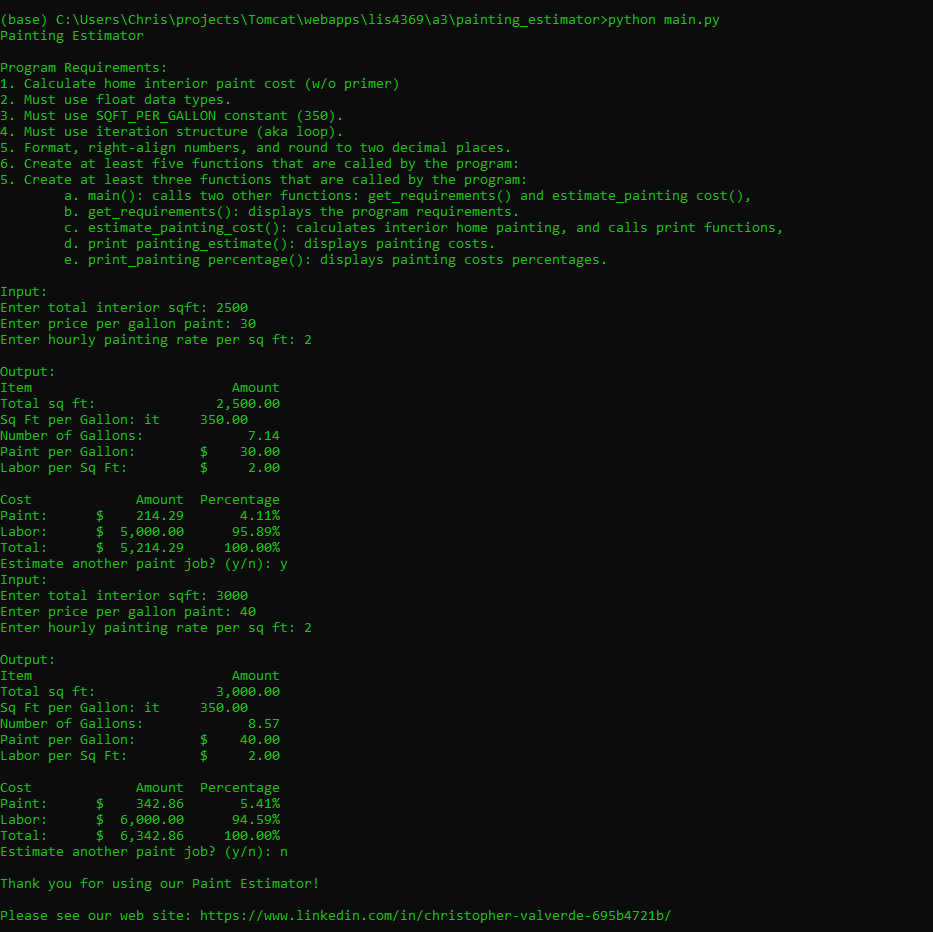 (base) C:\Users\Chris\projects\Tomcat\webapps\lis4369\a3\painting_estimator>python main.py
Painting Estimator

Program Requirements:
1. Calculate home interior paint cost (w/o primer)
2. Must use float data types.
3. Must use SQFT_PER_GALLON constant (350).
4. Must use iteration structure (aka loop).
5. Format, right-align numbers, and round to two decimal places.
6. Create at least five functions that are called by the program:
5. Create at least three functions that are called by the program:
        a. main(): calls two other functions: get_requirements() and estimate_painting cost(),
        b. get_requirements(): displays the program requirements.
        c. estimate_painting_cost(): calculates interior home painting, and calls print functions,
        d. print painting_estimate(): displays painting costs.
        e. print_painting percentage(): displays painting costs percentages.

Input:
Enter total interior sqft: 2500
Enter price per gallon paint: 30
Enter hourly painting rate per sq ft: 2

Output:
Item                         Amount
Total sq ft:               2,500.00
Sq Ft per Gallon: it     350.00
Number of Gallons:             7.14
Paint per Gallon:        $    30.00
Labor per Sq Ft:         $     2.00

Cost             Amount  Percentage
Paint:      $    214.29       4.11%
Labor:      $  5,000.00      95.89%
Total:      $  5,214.29     100.00%
Estimate another paint job? (y/n): y
Input:
Enter total interior sqft: 3000
Enter price per gallon paint: 40
Enter hourly painting rate per sq ft: 2

Output:
Item                         Amount
Total sq ft:               3,000.00
Sq Ft per Gallon: it     350.00
Number of Gallons:             8.57
Paint per Gallon:        $    40.00
Labor per Sq Ft:         $     2.00

Cost             Amount  Percentage
Paint:      $    342.86       5.41%
Labor:      $  6,000.00      94.59%
Total:      $  6,342.86     100.00%
Estimate another paint job? (y/n): n

Thank you for using our Paint Estimator!

Please see our web site: https://www.linkedin.com/in/christopher-valverde-695b4721b/